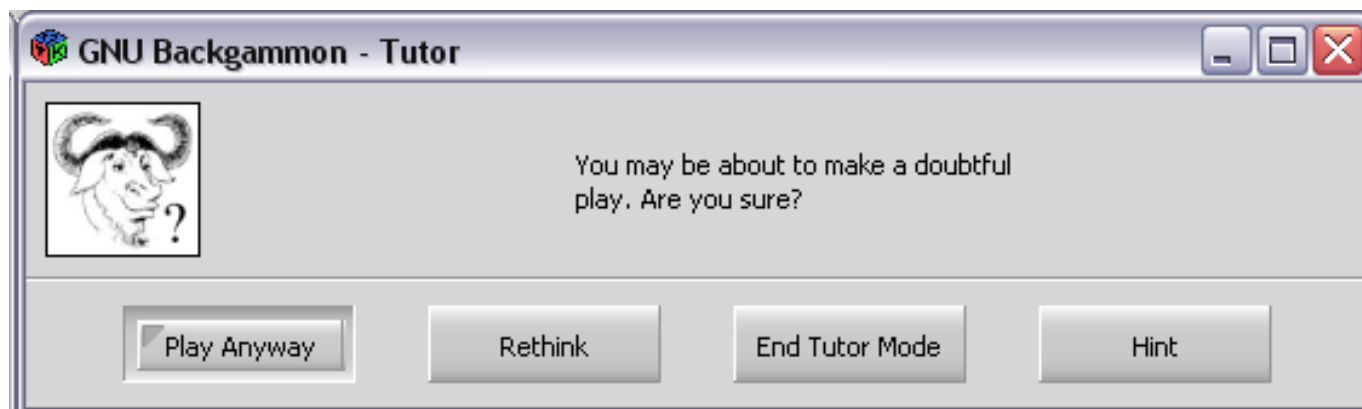 GNU Backgammon - Tutor
?
You may be about to make a doubtful
play. Are you sure?
Play Anyway
Rethink
End Tutor Mode
Hint